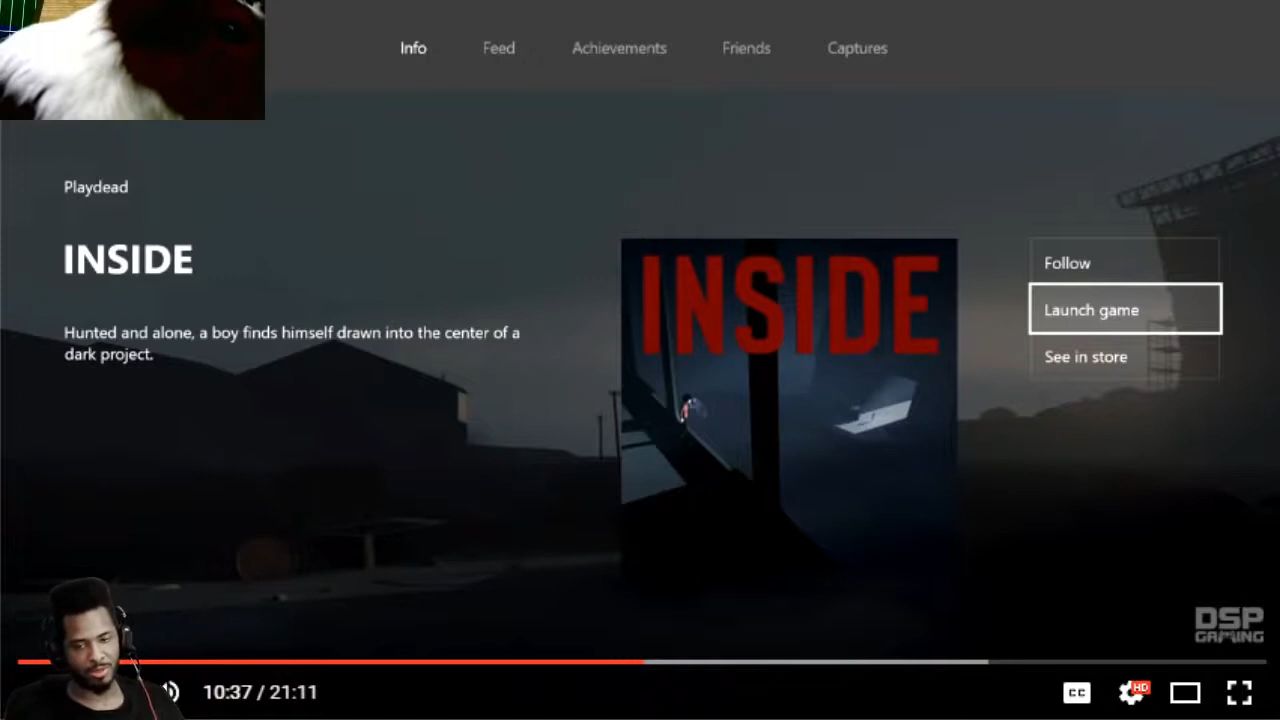 Info Feed Achievements Friends Captures
Playdead
INSIDE
Hunted and alone, a boy finds himself drawn into the center of a
dark project.
INSIDE
Follow
Launch game
See in store
DSP
GAMING
10:37 / 21:11
CC
HD